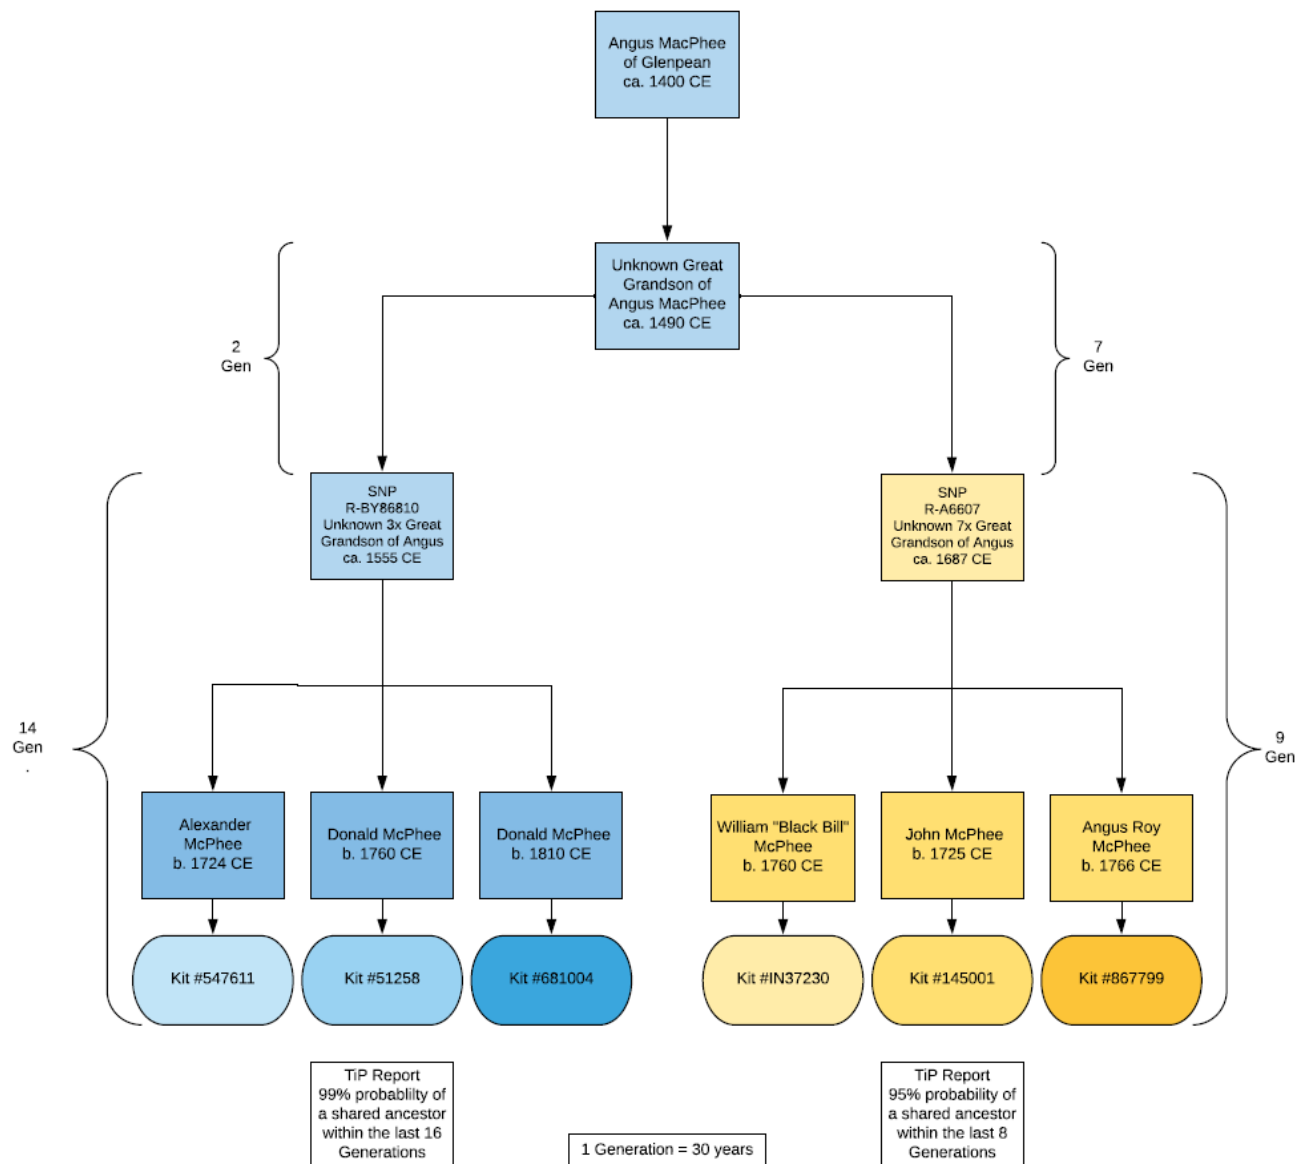 Angus MacPhee
of Glenpean
ca. 1400 CE
Unknown Great
Grandson of
Angus MacPhee
ca. 1490 CE
2
Gen
7
Gen
SNP
R-BY86810
Unknown 3x Great
Grandson of Angus
ca. 1555 CE
SNP
R-A6607
Unknown 7x Great
Grandson of Angus
ca. 1687 CE
14
Gen
.
9
Gen
Alexander
McPhee
b. 1724 CE
Donald McPhee
b. 1760 CE
Donald McPhee
b. 1810 CE
William "Black Bill"
McPhee
b. 1760 CE
John McPhee
b. 1725 CE
Angus Roy
McPhee
b. 1766 CE
Kit #547611
Kit #51258
Kit #681004
Kit #IN37230
Kit #145001
Kit #867799
TiP Report
99% probablilty of
a shared ancestor
within the last 16
Generations
1 Generation = 30 years
TiP Report
95% probability of
a shared ancestor
within the last 8
Generations